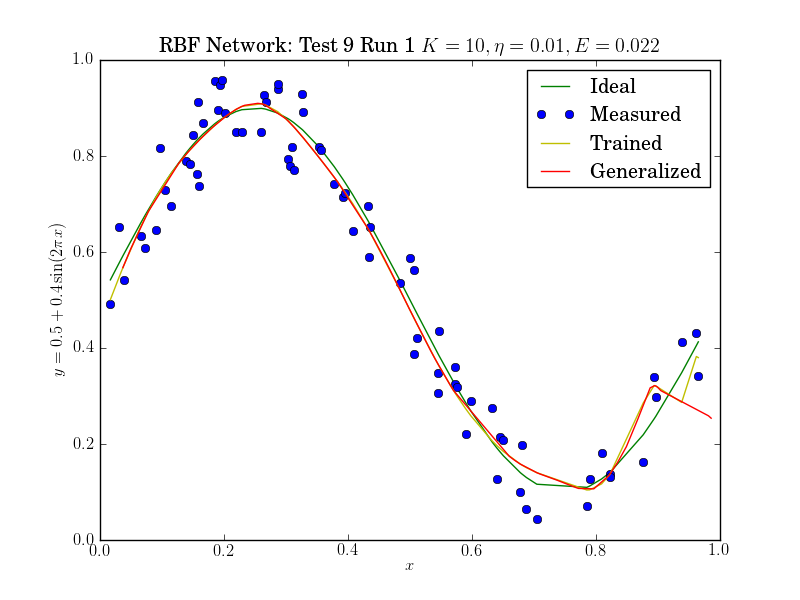 RBF Network: Test 9 Run 1 K = 10, η = 0.01, E = 0.022
Ideal
Measured
Trained
Generalized
y = 0.5 + 0.4 sin(2πx)
1.0
0.8
0.6
0.4
0.2
0.0
0.0 0.2 0.4 0.6 0.8 1.0
x